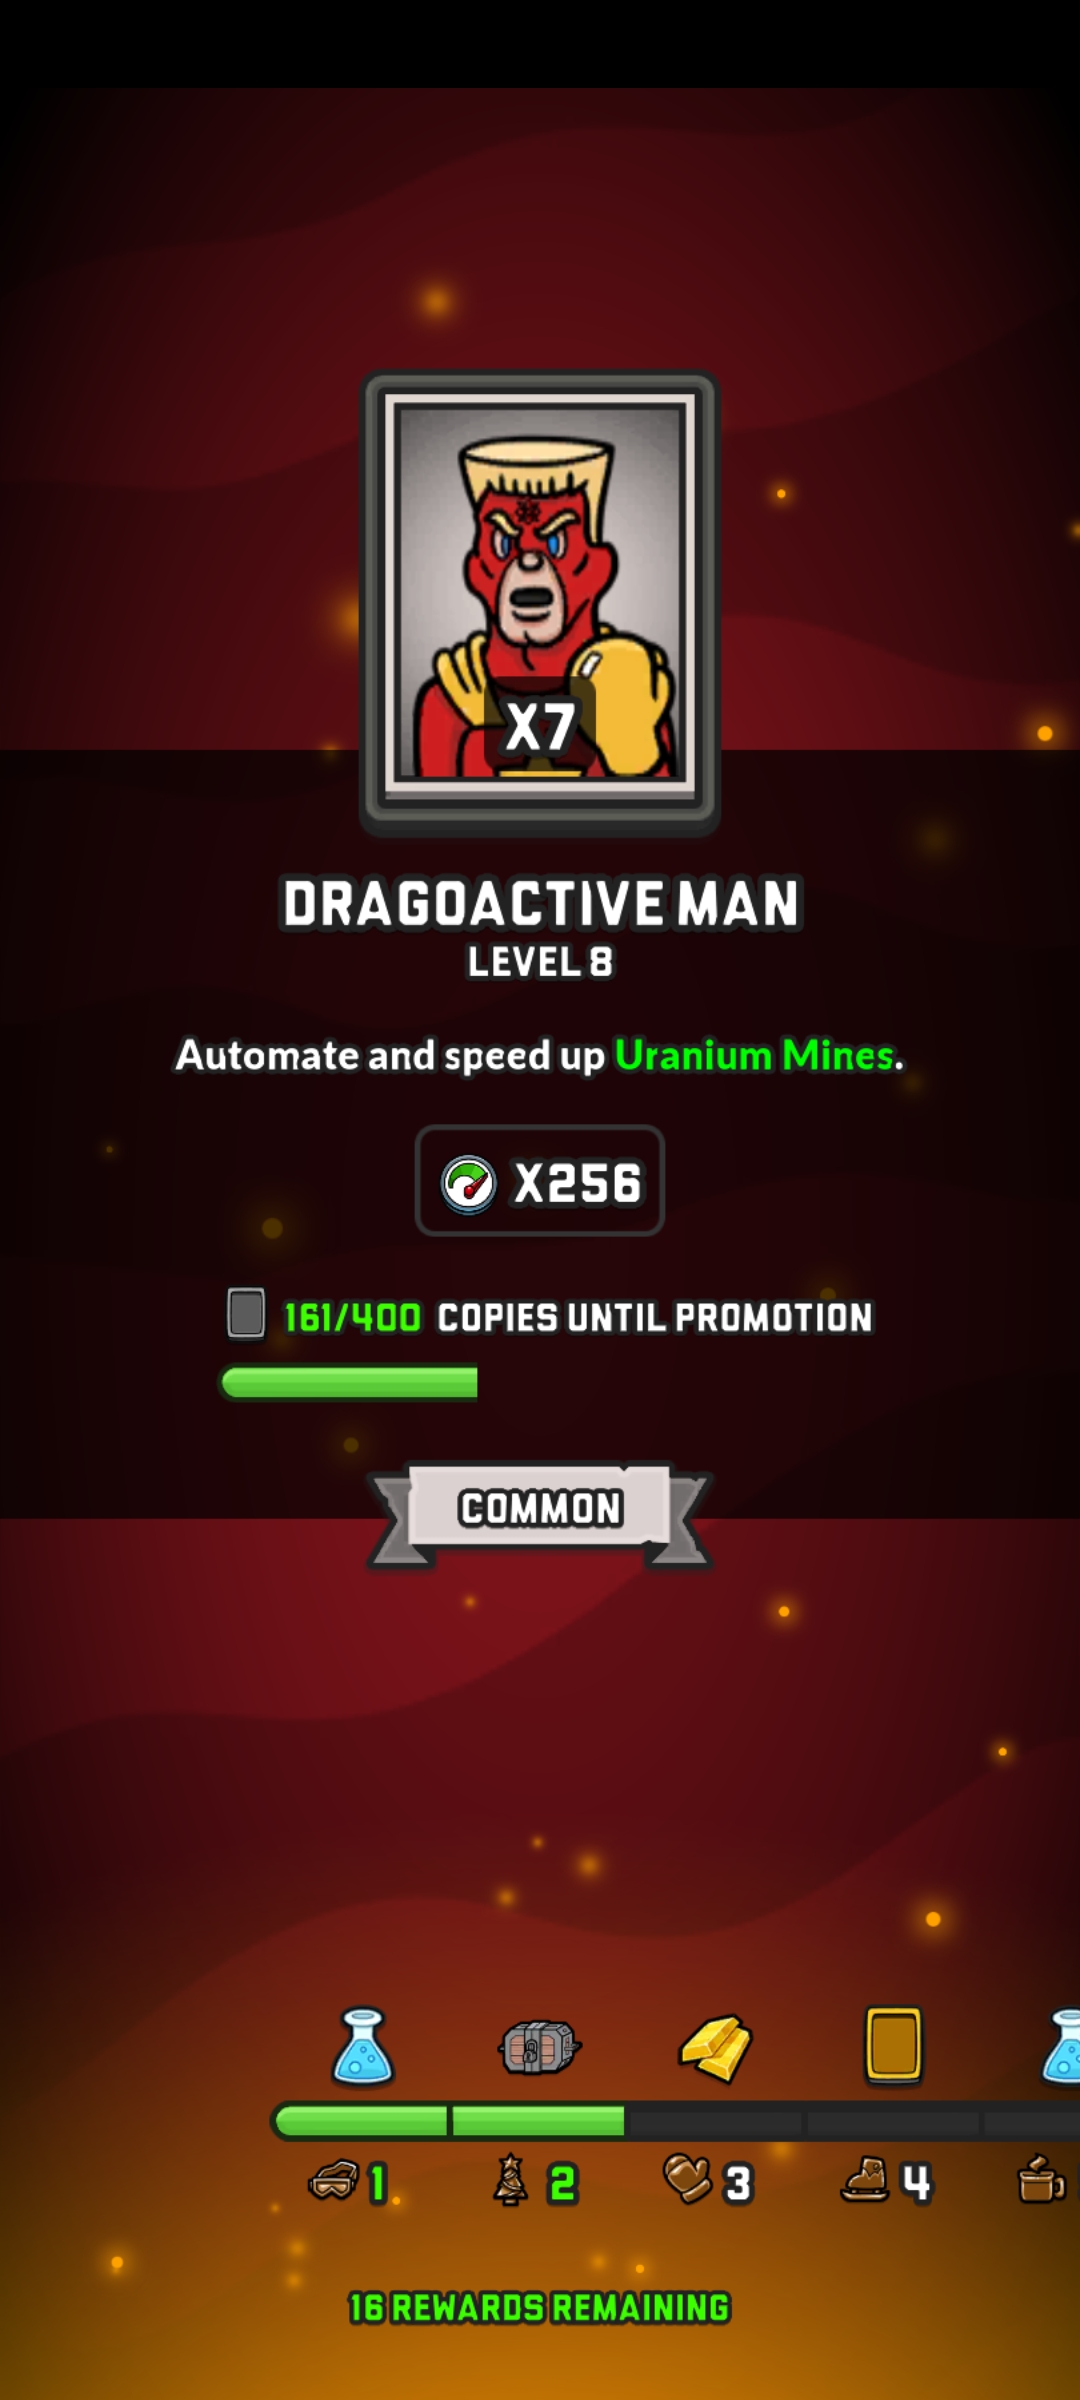 X7
DRAGOACTIVE MAN
LEVEL 8
Automate and speed up Uranium Mines.
X256
161/400 COPIES UNTIL PROMOTION
COMMON
1 2 3 4
16 REWARDS REMAINING